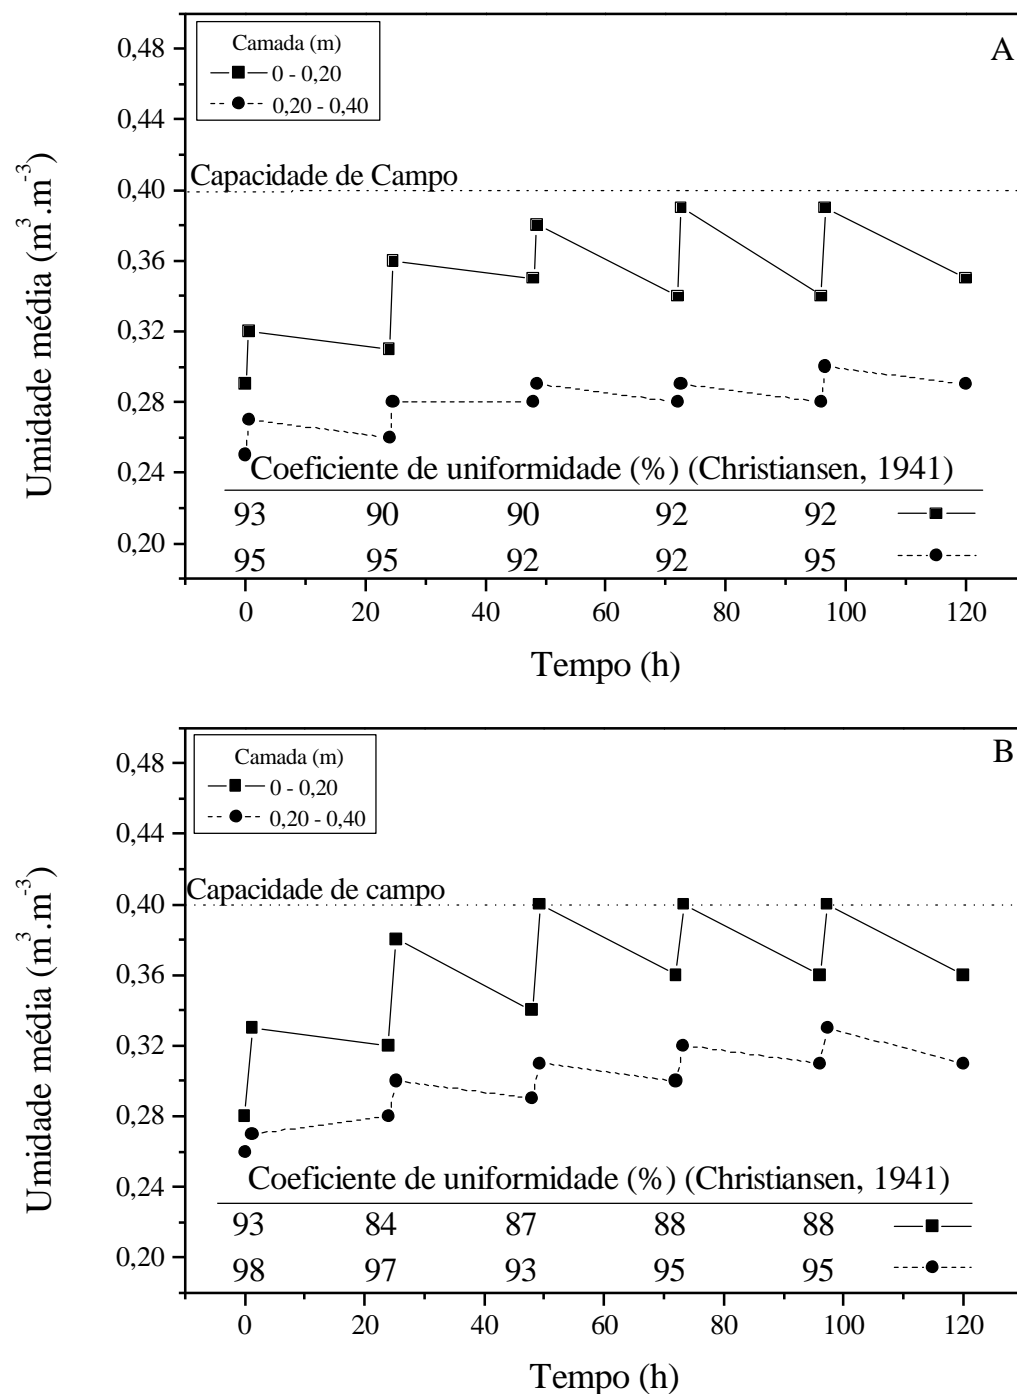 A
Camada (m)
0 - 0,20
0,20 - 0,40
0,48
0,44
0,40
0,36
0,32
0,28
0,24
0,20
Umidade média (m³.m⁻³)
Capacidade de Campo
Coeficiente de uniformidade (%) (Christiansen, 1941)
93 90 90 92 92
95 95 92 92 95
0 20 40 60 80 100 120
Tempo (h)
B
Camada (m)
0 - 0,20
0,20 - 0,40
0,48
0,44
0,40
0,36
0,32
0,28
0,24
0,20
Umidade média (m³.m⁻³)
Capacidade de campo
Coeficiente de uniformidade (%) (Christiansen, 1941)
93 84 87 88 88
98 97 93 95 95
0 20 40 60 80 100 120
Tempo (h)